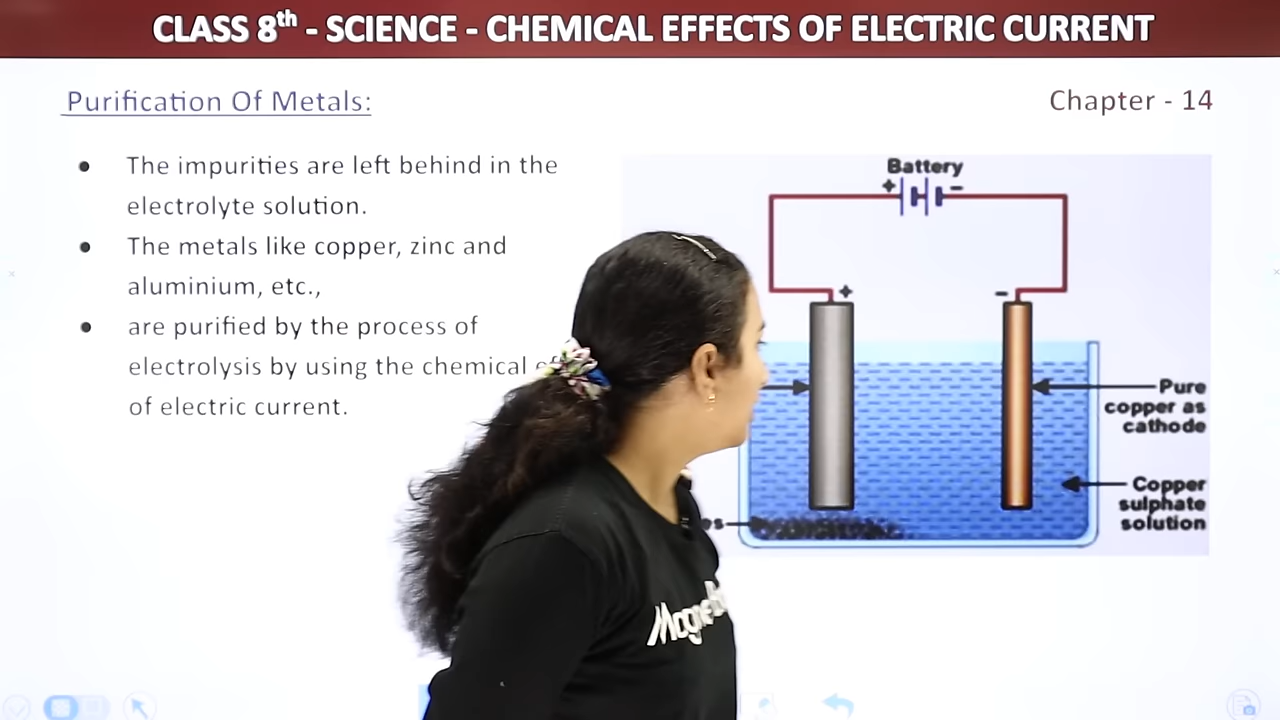 CLASS 8th - SCIENCE - CHEMICAL EFFECTS OF ELECTRIC CURRENT
Purification Of Metals:
Chapter - 14
● The impurities are left behind in the
electrolyte solution.
● The metals like copper, zinc and
aluminium, etc.,
● are purified by the process of
electrolysis by using the chemical
of electric current.
Battery
+ -
+ -
Pure
copper as
cathode
Copper
sulphate
solution